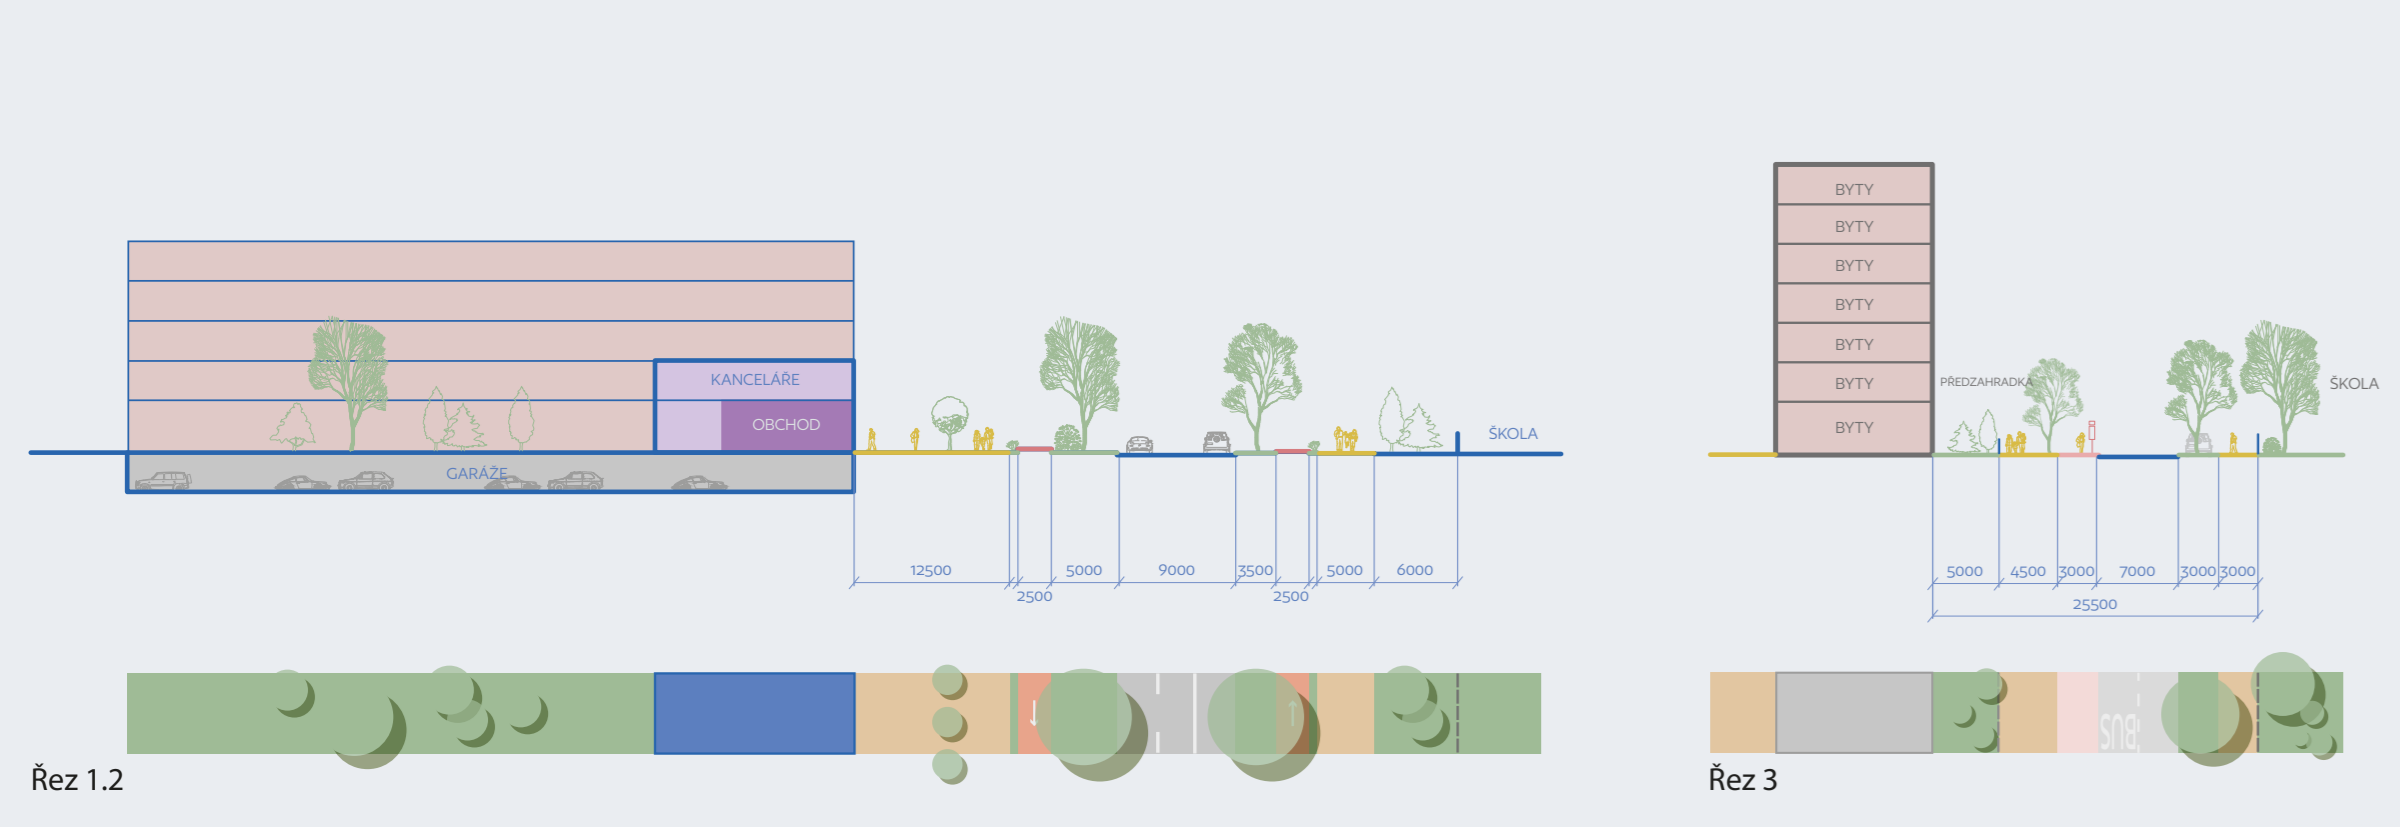 KANCELÁŘE
OBCHOD
GARÁŽE
ŠKOLA
12500
2500
5000
9000
3500
2500
5000
6000
Řez 1.2
BYTY
BYTY
BYTY
BYTY
BYTY
BYTY
BYTY
PŘEDZAHRADKA
ŠKOLA
5000
4500
3000
7000
3000
3000
25500
BUS
Řez 3